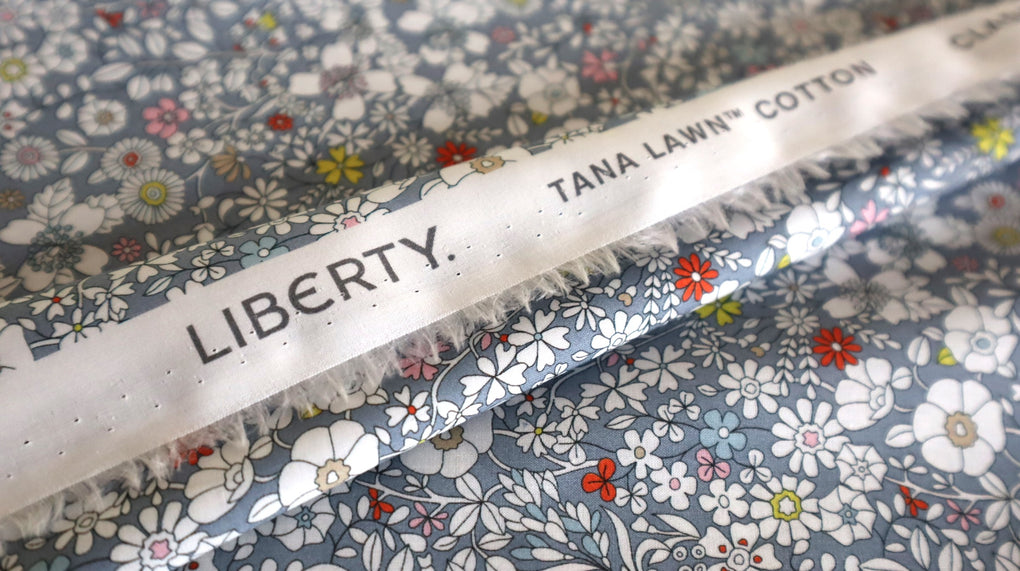 LIBERTY. TANA LAWN™ COTTON